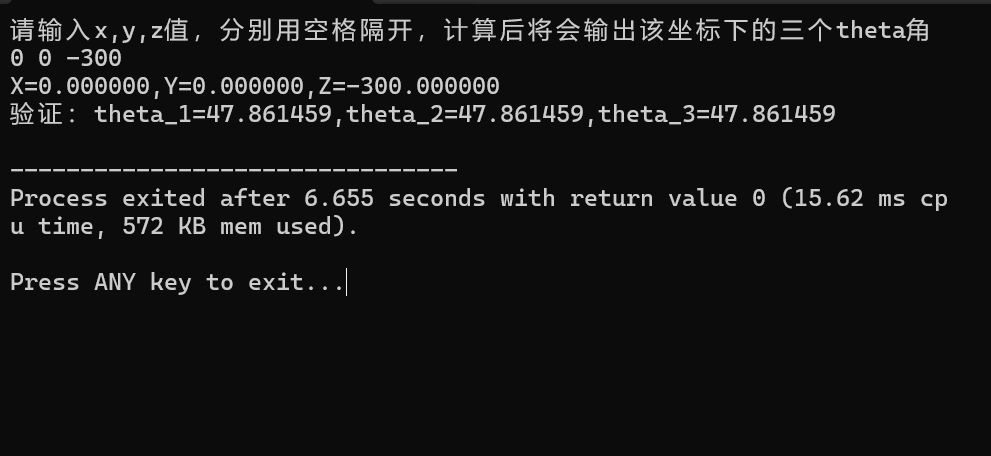 请输入x,y,z值，分别用空格隔开，计算后将会输出该坐标下的三个theta角
0 0 -300
X=0.000000,Y=0.000000,Z=-300.000000
验证：theta_1=47.861459,theta_2=47.861459,theta_3=47.861459
--------------------------------
Process exited after 6.655 seconds with return value 0 (15.62 ms cp
u time, 572 KB mem used).
Press ANY key to exit...